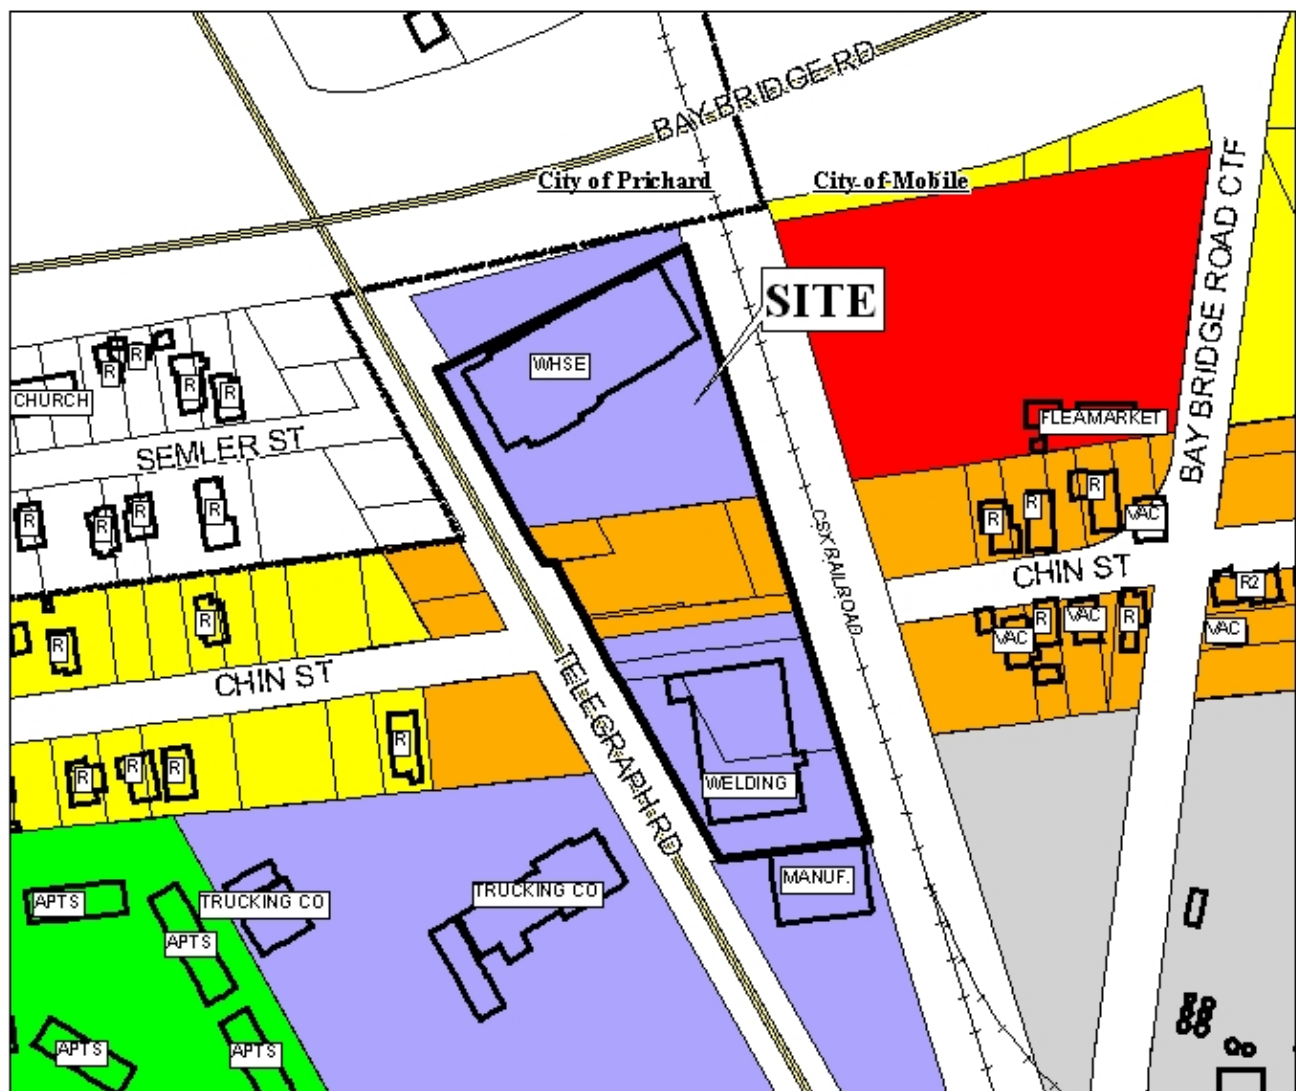 BAY BRIDGE RD
City of Prichard
City of Mobile
BAY BRIDGE ROAD CTF
SITE
WHSE
R
R
R
R
CHURCH
SEMLER ST
FLEAMARKET
R
R
R
R
R
R
R
VAC
CSX RAILROAD
CHIN ST
R2
R
R
VAC
R
R
VAC
VAC
CHIN ST
TELEGRAPH RD
R
R
R
R
WELDING
MANUF.
APTS
TRUCKING CO
TRUCKING CO
APTS
APTS
APTS